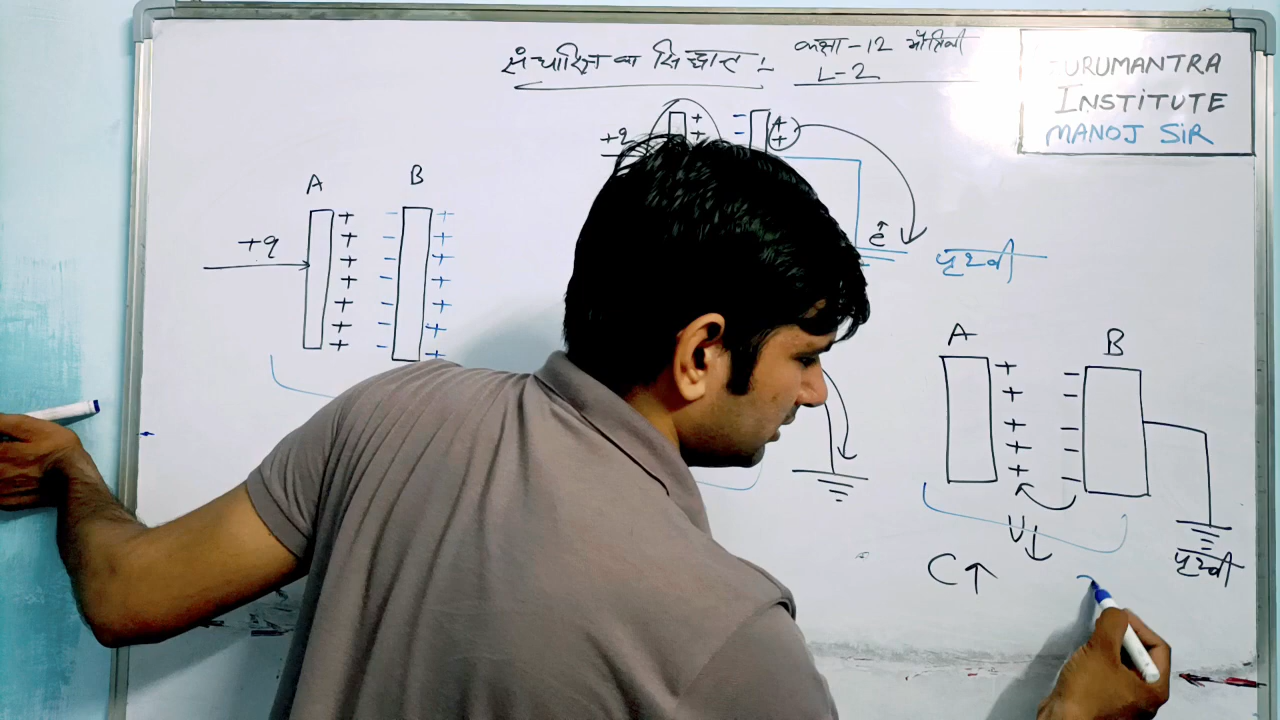 संधारित्र का सिद्धान्त :-
कक्षा-12 भौतिकी
L-2
URUMANTRA
INSTITUTE
MANOJ SIR
+q
+
+
-
-
+
+
ē
पृथ्वी
A
B
+q
+
+
+
+
+
+
+
-
-
-
-
-
-
-
+
+
+
+
+
+
+
A
B
+
+
+
+
+
-
-
-
-
-
-
V↓
C↑
पृथ्वी